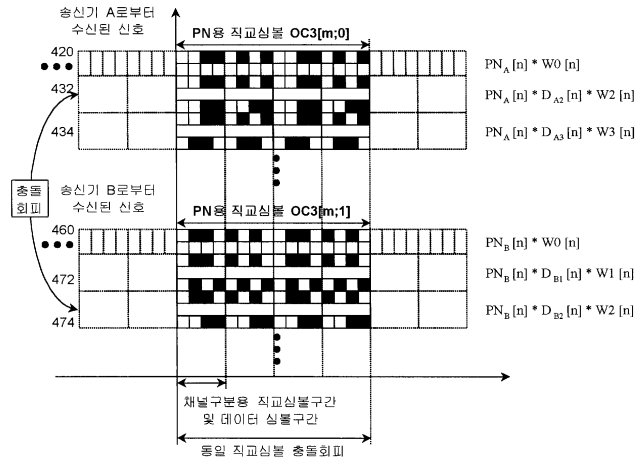 송신기 A로부터
수신된 신호
PN용 직교심볼 OC3[m;0]
420
PN_A[n] * W0[n]
432
PN_A[n] * D_A2[n] * W2[n]
434
PN_A[n] * D_A3[n] * W3[n]
충돌
회피
송신기 B로부터
수신된 신호
PN용 직교심볼 OC3[m;1]
460
PN_B[n] * W0[n]
472
PN_B[n] * D_B1[n] * W1[n]
474
PN_B[n] * D_B2[n] * W2[n]
채널구분용 직교심볼구간
및 데이터 심볼구간
동일 직교심볼 충돌회피